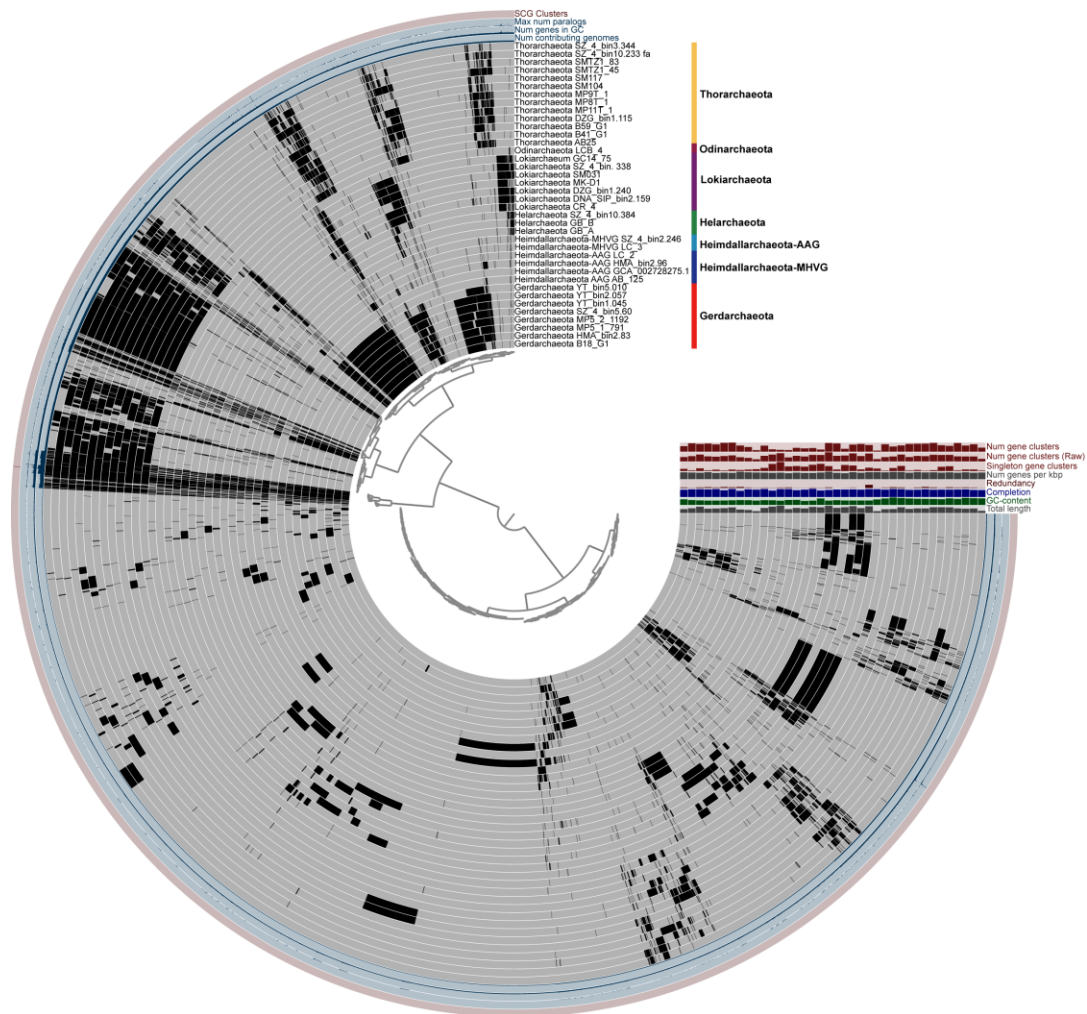 SCG Clusters
Max num paralogs
Num genes in GC
Num contributing genomes
Thorarchaeota SZ_4_bin3.344
Thorarchaeota SZ_4_bin10.233 fa
Thorarchaeota SMTZ1_83
Thorarchaeota SMTZ1_45
Thorarchaeota SM117
Thorarchaeota SM104
Thorarchaeota MP9T_1
Thorarchaeota MP8T_1
Thorarchaeota MP11T_1
Thorarchaeota DZG_bin1.115
Thorarchaeota B59_G1
Thorarchaeota B41_G1
Thorarchaeota AB25
Odinarchaeota LCB_4
Lokiarchaeum GC14_75
Lokiarchaeota SZ_4_bin. 338
Lokiarchaeota SM031
Lokiarchaeota MK-D1
Lokiarchaeota DZG_bin1.240
Lokiarchaeota DNA_SIP_bin2.159
Lokiarchaeota CR_4
Helarchaeota SZ_4_bin10.384
Helarchaeota GB_B
Helarchaeota GB_A
Heimdallarchaeota-MHVG SZ_4_bin2.246
Heimdallarchaeota-MHVG LC_3
Heimdallarchaeota-AAG LC_2
Heimdallarchaeota-AAG HMA_bin2.96
Heimdallarchaeota-AAG GCA_002728275.1
Heimdallarchaeota AAG AB_125
Gerdarchaeota YT_bin5.010
Gerdarchaeota YT_bin2.057
Gerdarchaeota YT_bin1.045
Gerdarchaeota SZ_4_bin5.60
Gerdarchaeota MP5_2_1192
Gerdarchaeota MP5_1_791
Gerdarchaeota HMA_bin2.83
Gerdarchaeota B18_G1
Thorarchaeota
Odinarchaeota
Lokiarchaeota
Helarchaeota
Heimdallarchaeota-AAG
Heimdallarchaeota-MHVG
Gerdarchaeota
Num gene clusters
Num gene clusters (Raw)
Singleton gene clusters
Num genes per kbp
Redundancy
Completion
GC-content
Total length